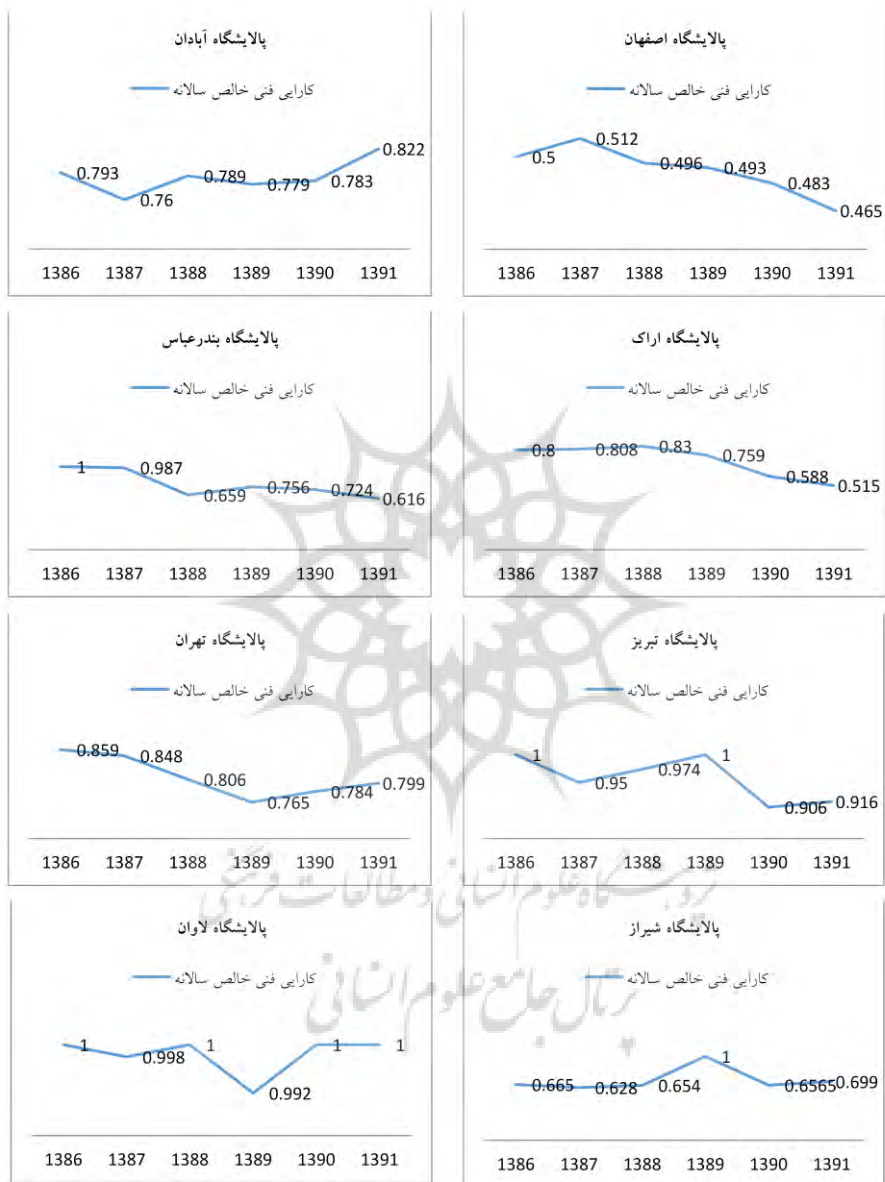 پالایشگاه اصفهان
کارایی فنی خالص سالانه
0.5 0.512 0.496 0.493 0.483 0.465
1386 1387 1388 1389 1390 1391
پالایشگاه آبادان
کارایی فنی خالص سالانه
0.793 0.76 0.789 0.779 0.783 0.822
1386 1387 1388 1389 1390 1391
پالایشگاه اراک
کارایی فنی خالص سالانه
0.8 0.808 0.83 0.759 0.588 0.515
1386 1387 1388 1389 1390 1391
پالایشگاه بندرعباس
کارایی فنی خالص سالانه
1 0.987 0.659 0.756 0.724 0.616
1386 1387 1388 1389 1390 1391
پالایشگاه تبریز
کارایی فنی خالص سالانه
1 0.95 0.974 1 0.906 0.916
1386 1387 1388 1389 1390 1391
پالایشگاه تهران
کارایی فنی خالص سالانه
0.859 0.848 0.806 0.765 0.784 0.799
1386 1387 1388 1389 1390 1391
پژوهشگاه علوم انسانی و مطالعات فرهنگی
پالایشگاه شیراز
کارایی فنی خالص سالانه
0.665 0.628 0.654 1 0.6565 0.699
1386 1387 1388 1389 1390 1391
پالایشگاه لاوان
کارایی فنی خالص سالانه
1 0.998 1 0.992 1 1
1386 1387 1388 1389 1390 1391
پرتال جامع علوم انسانی